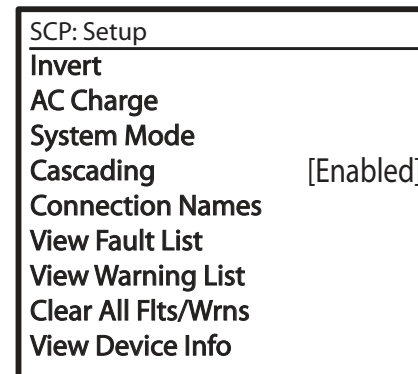 SCP: Setup
Invert
AC Charge
System Mode
Cascading [Enabled]
Connection Names
View Fault List
View Warning List
Clear All Flts/Wrns
View Device Info